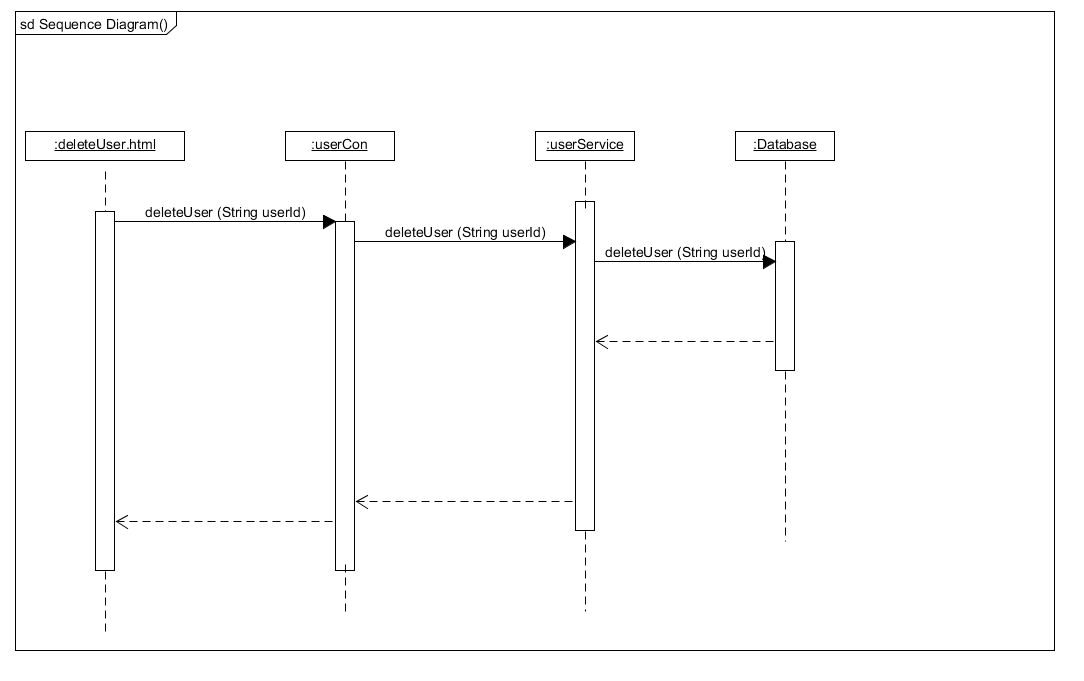 sd Sequence Diagram()
:deleteUser.html
:userCon
:userService
:Database
deleteUser (String userId)
deleteUser (String userId)
deleteUser (String userId)